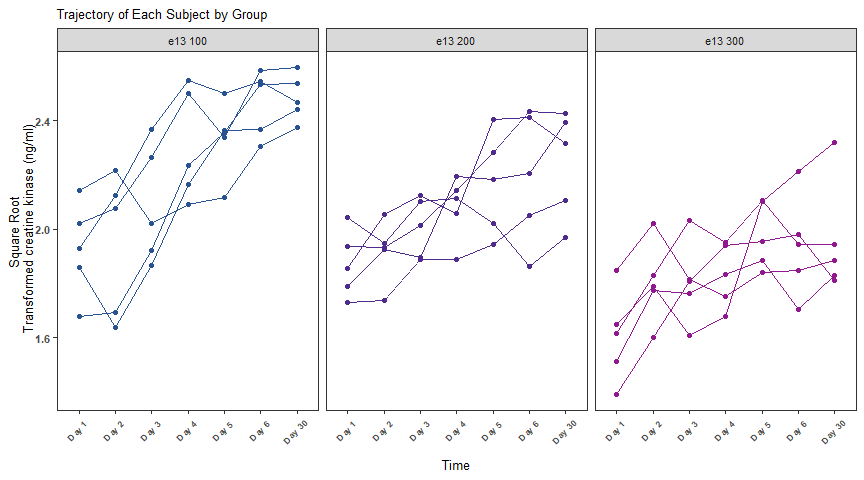 Trajectory of Each Subject by Group
e13 100
e13 200
e13 300
2.4
2.0
1.6
Square Root
Transformed creatine kinase (ng/ml)
Day 1
Day 2
Day 3
Day 4
Day 5
Day 6
Day 30
Day 1
Day 2
Day 3
Day 4
Day 5
Day 6
Day 30
Day 1
Day 2
Day 3
Day 4
Day 5
Day 6
Day 30
Time